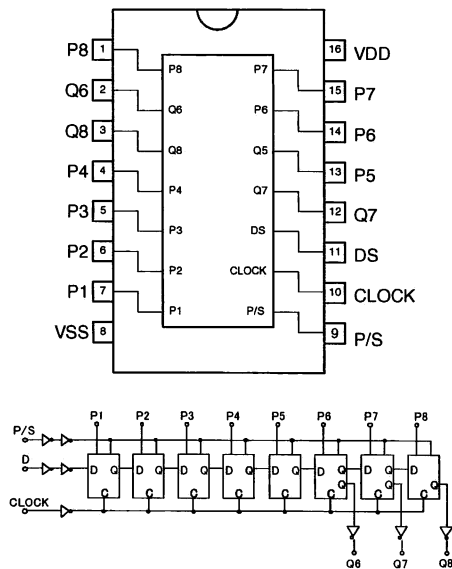 P8 1 P8 P7 16 VDD
Q6 2 Q6 P6 15 P7
Q8 3 Q8 Q5 14 P6
P4 4 P4 Q7 13 P5
P3 5 P3 DS 12 Q7
P2 6 P2 CLOCK 11 DS
P1 7 P1 P/S 10 CLOCK
VSS 8 9 P/S
P1 P2 P3 P4 P5 P6 P7 P8
P/S
D D Q D Q D Q D Q D Q D Q D Q D
C C C C C Q C Q C Q C
CLOCK
Q6 Q7 Q8